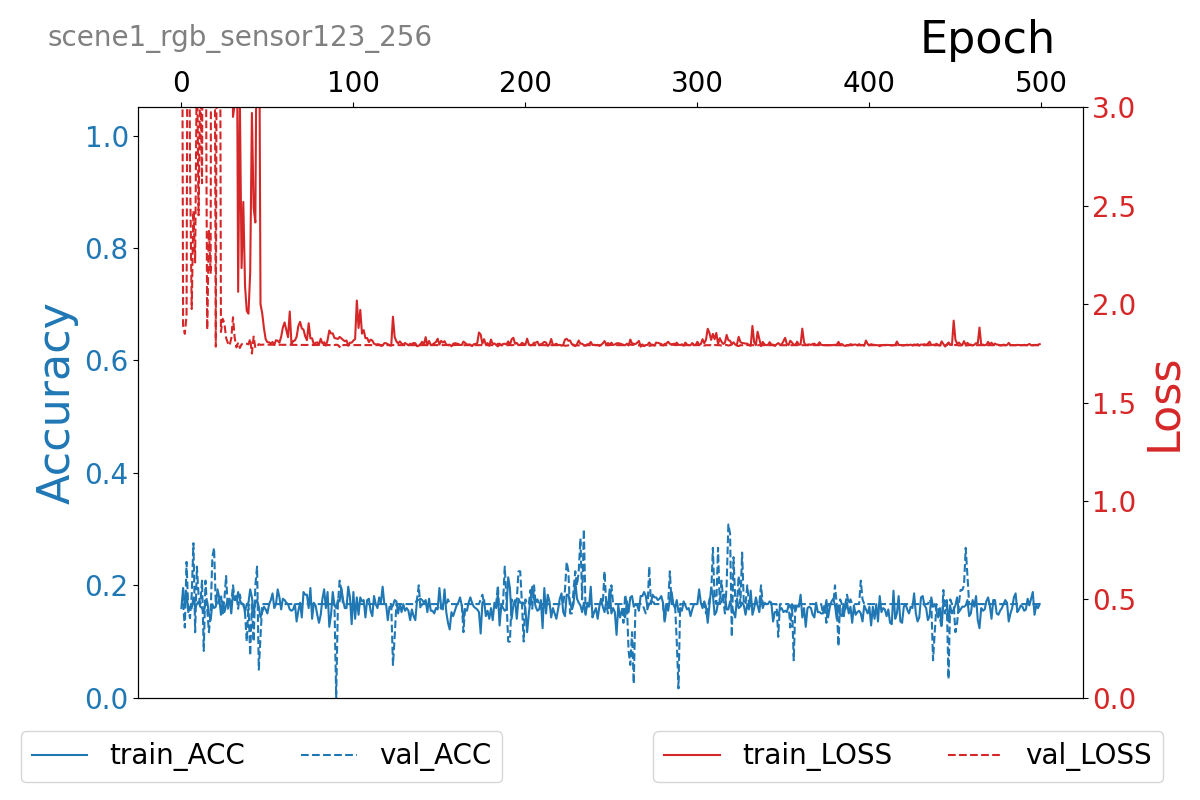 scene1_rgb_sensor123_256
Epoch
0 100 200 300 400 500
1.0
0.8
0.6
0.4
0.2
0.0
Accuracy
3.0
2.5
2.0
1.5
1.0
0.5
0.0
Loss
train_ACC val_ACC
train_LOSS val_LOSS